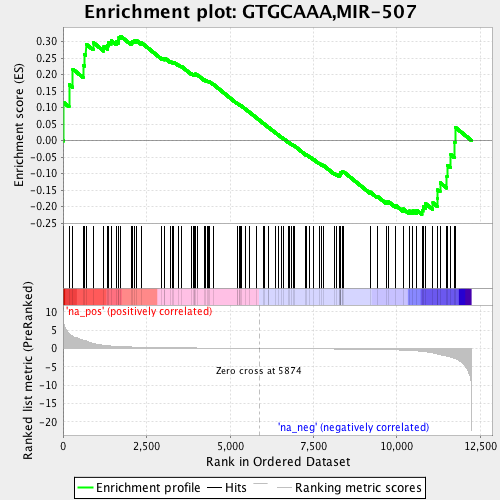 Enrichment plot: GTGCAAA,MIR-507
Enrichment score (ES)
0.30
0.25
0.20
0.15
0.10
0.05
0.00
-0.05
-0.10
-0.15
-0.20
-0.25
'na_pos' (positively correlated)
Ranked list metric (PreRanked)
10
5
0
-5
-10
-15
-20
Zero cross at 5874
'na_neg' (negatively correlated)
0
2,500
5,000
7,500
10,000
12,500
Rank in Ordered Dataset
Enrichment profile
Hits
Ranking metric scores